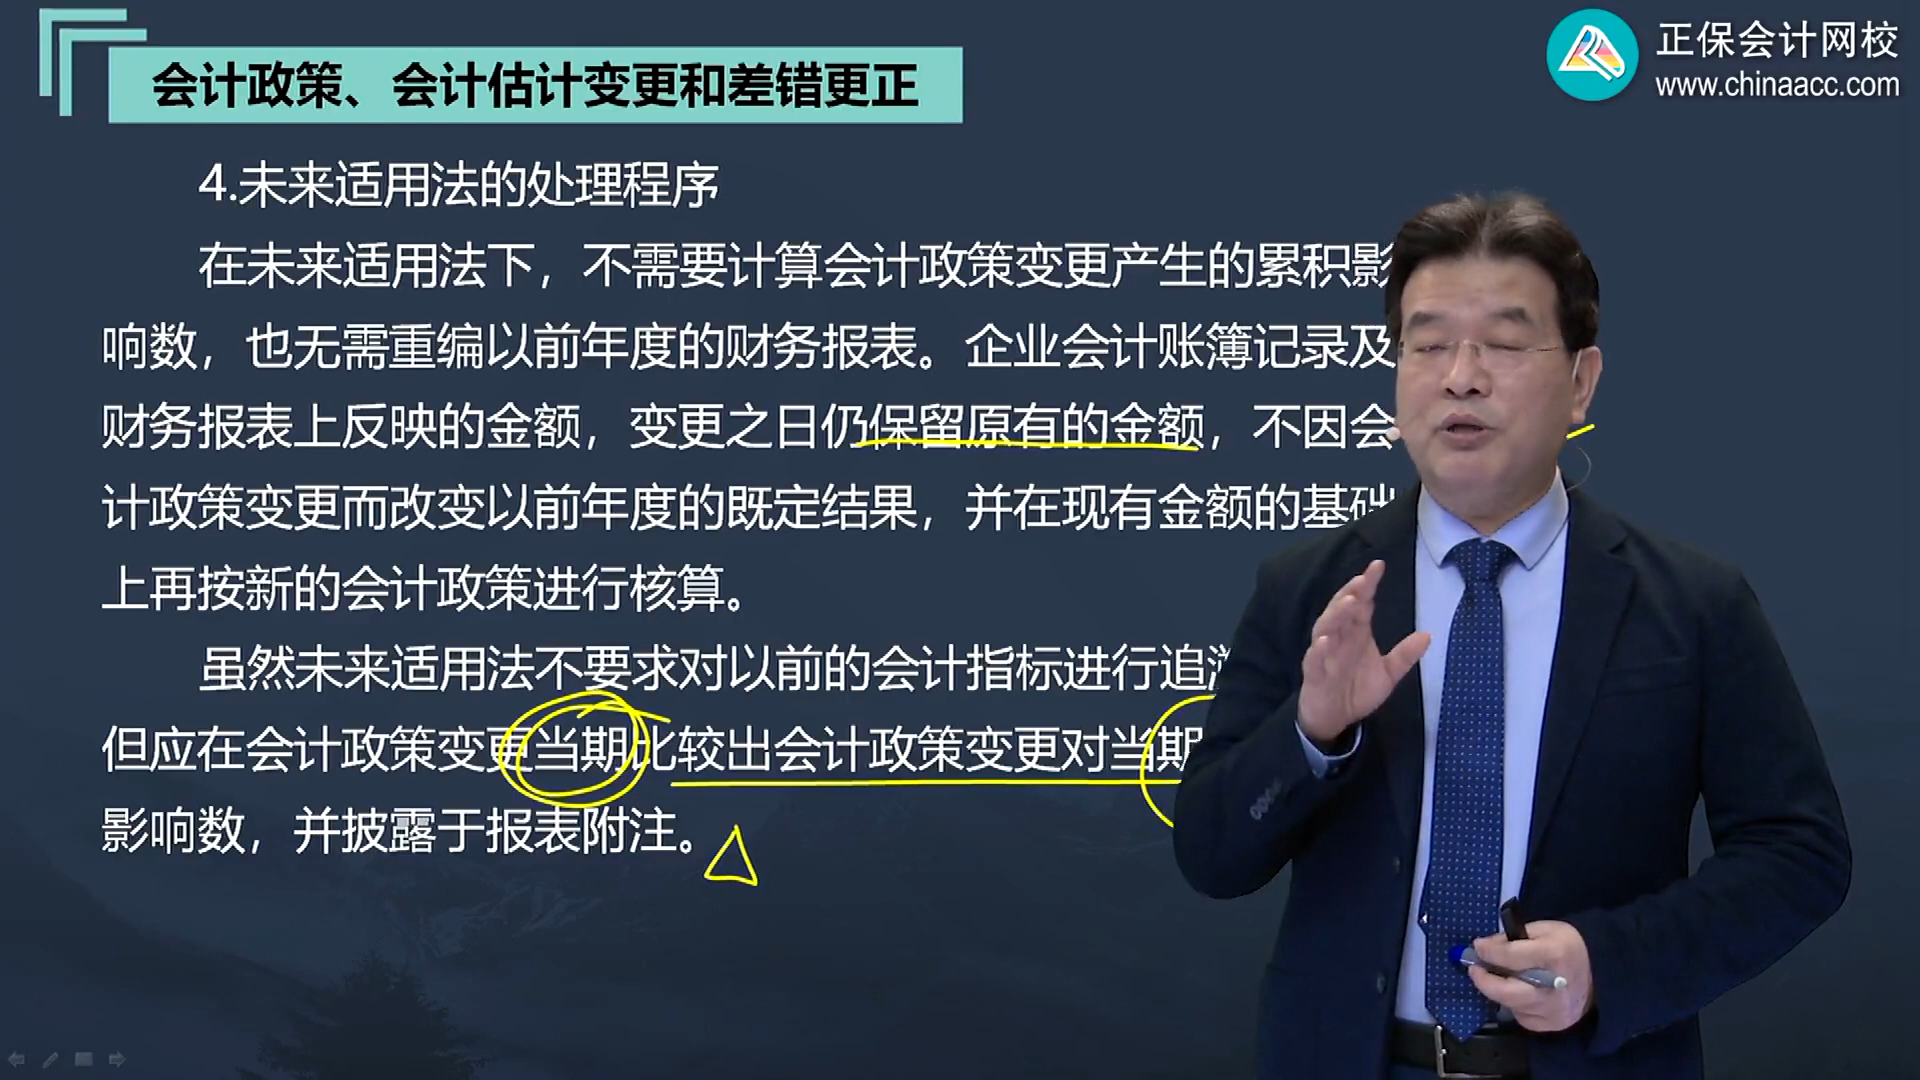 会计政策、会计估计变更和差错更正
正保会计网校
www.chinaacc.com
4.未来适用法的处理程序
在未来适用法下，不需要计算会计政策变更产生的累积影
响数，也无需重编以前年度的财务报表。企业会计账簿记录及
财务报表上反映的金额，变更之日仍保留原有的金额，不因会
计政策变更而改变以前年度的既定结果，并在现有金额的基础
上再按新的会计政策进行核算。
虽然未来适用法不要求对以前的会计指标进行追溯
但应在会计政策变更当期比较出会计政策变更对当期
影响数，并披露于报表附注。